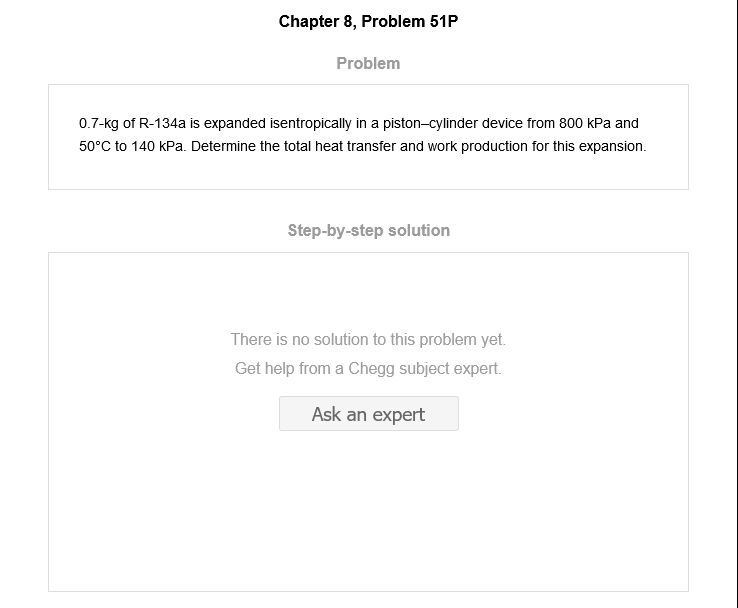 Chapter 8, Problem 51P
Problem
0.7-kg of R-134a is expanded isentropically in a piston–cylinder device from 800 kPa and
50°C to 140 kPa. Determine the total heat transfer and work production for this expansion.
Step-by-step solution
There is no solution to this problem yet.
Get help from a Chegg subject expert.
Ask an expert